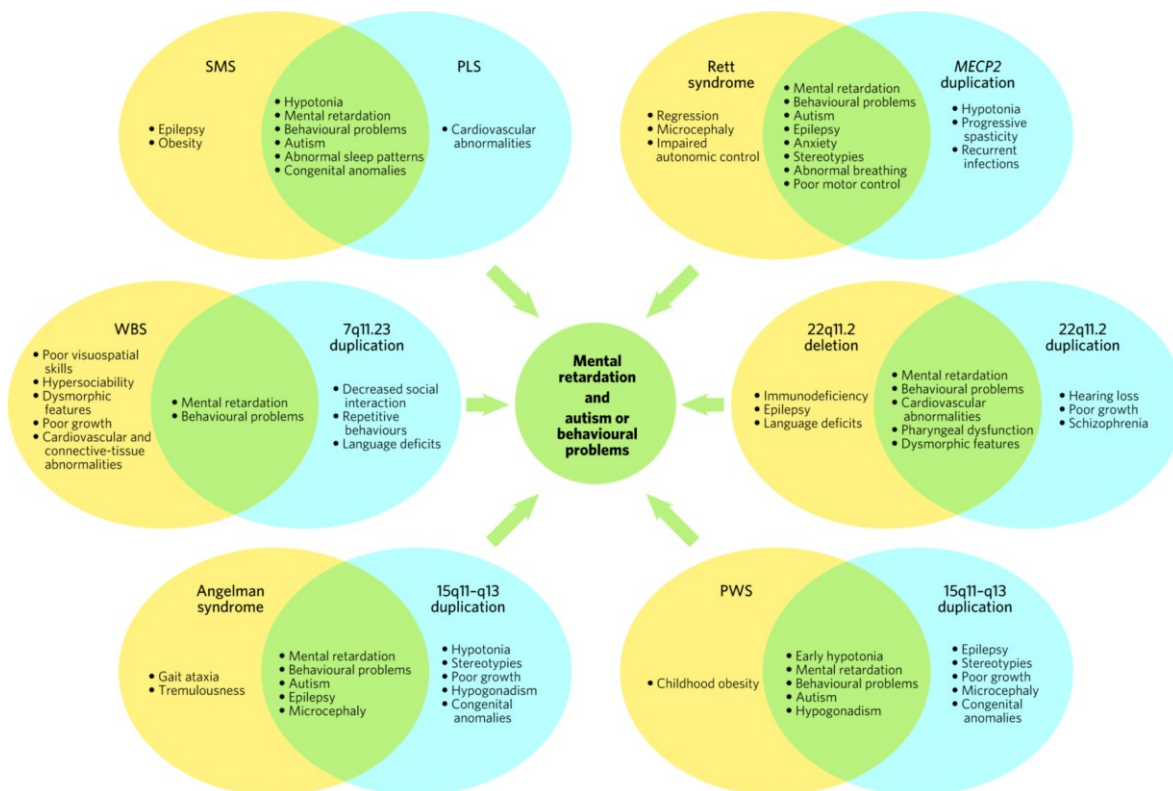 SMS
• Epilepsy
• Obesity
• Hypotonia
• Mental retardation
• Behavioural problems
• Autism
• Abnormal sleep patterns
• Congenital anomalies
PLS
• Cardiovascular
abnormalities
Rett
syndrome
• Regression
• Microcephaly
• Impaired
autonomic control
• Mental retardation
• Behavioural problems
• Autism
• Epilepsy
• Anxiety
• Stereotypies
• Abnormal breathing
• Poor motor control
MECP2
duplication
• Hypotonia
• Progressive
spasticity
• Recurrent
infections
WBS
• Poor visuospatial
skills
• Hypersociability
• Dysmorphic
features
• Poor growth
• Cardiovascular and
connective-tissue
abnormalities
• Mental retardation
• Behavioural problems
7q11.23
duplication
• Decreased social
interaction
• Repetitive
behaviours
• Language deficits
Mental
retardation
and
autism or
behavioural
problems
22q11.2
deletion
• Immunodeficiency
• Epilepsy
• Language deficits
• Mental retardation
• Behavioural problems
• Cardiovascular
abnormalities
• Pharyngeal dysfunction
• Dysmorphic features
22q11.2
duplication
• Hearing loss
• Poor growth
• Schizophrenia
Angelman
syndrome
• Gait ataxia
• Tremulousness
• Mental retardation
• Behavioural problems
• Autism
• Epilepsy
• Microcephaly
15q11–q13
duplication
• Hypotonia
• Stereotypies
• Poor growth
• Hypogonadism
• Congenital
anomalies
PWS
• Childhood obesity
• Early hypotonia
• Mental retardation
• Behavioural problems
• Autism
• Hypogonadism
15q11–q13
duplication
• Epilepsy
• Stereotypies
• Poor growth
• Microcephaly
• Congenital
anomalies